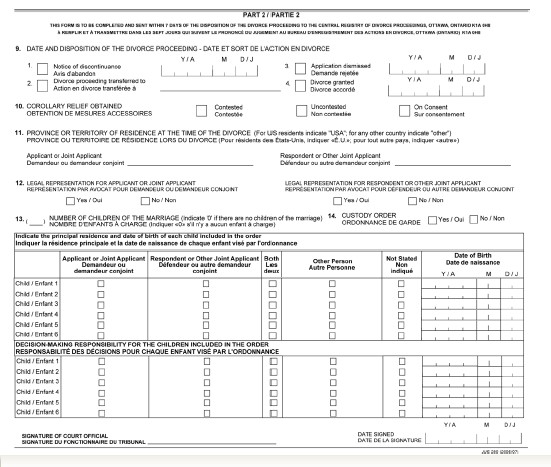 PART 2 / PARTIE 2
THIS FORM IS TO BE COMPLETED AND SENT WITHIN 7 DAYS OF THE DISPOSITION OF THE DIVORCE PROCEEDING TO THE CENTRAL REGISTRY OF DIVORCE PROCEEDINGS, OTTAWA, ONTARIO K1A 0H8
À REMPLIR ET À TRANSMETTRE DANS LES SEPT JOURS QUI SUIVENT LE PRONONCÉ DU JUGEMENT AU BUREAU D'ENREGISTREMENT DES ACTIONS EN DIVORCE, OTTAWA (ONTARIO) K1A 0H8
9. DATE AND DISPOSITION OF THE DIVORCE PROCEEDING - DATE ET SORT DE L'ACTION EN DIVORCE
Y / A M D / J Y / A M D / J
1. Notice of discontinuance 3. Application dismissed
Avis d'abandon Demande rejetée
2. Divorce proceeding transferred to 4. Divorce granted
Action en divorce transférée à Divorce accordé
10. COROLLARY RELIEF OBTAINED Contested Uncontested On Consent
OBTENTION DE MESURES ACCESSOIRES Contestée Non contestée Sur consentement
11. PROVINCE OR TERRITORY OF RESIDENCE AT THE TIME OF THE DIVORCE (For US residents indicate "USA"; for any other country indicate "other")
PROVINCE OU TERRITOIRE DE RÉSIDENCE LORS DU DIVORCE (Pour résidents des États-Unis, indiquer «É.U.»; pour tout autre pays, indiquer «autre»)
Applicant or Joint Applicant Respondent or Other Joint Applicant
Demandeur ou demandeur conjoint Défendeur ou autre demandeur conjoint
12. LEGAL REPRESENTATION FOR APPLICANT OR JOINT APPLICANT LEGAL REPRESENTATION FOR RESPONDENT OR OTHER JOINT APPLICANT
REPRÉSENTATION PAR AVOCAT POUR DEMANDEUR OU DEMANDEUR CONJOINT REPRÉSENTATION PAR AVOCAT POUR DÉFENDEUR OU AUTRE DEMANDEUR CONJOINT
Yes / Oui No / Non Yes / Oui No / Non
13. ( ) NUMBER OF CHILDREN OF THE MARRIAGE (Indicate '0' if there are no children of the marriage) 14. CUSTODY ORDER Yes / Oui No / Non
NOMBRE D'ENFANTS À CHARGE (Indiquer «0» s'il n'y a aucun enfant à charge) ORDONNANCE DE GARDE
Indicate the principal residence and date of birth of each child included in the order
Indiquer la résidence principale et la date de naissance de chaque enfant visé par l'ordonnance
Applicant or Joint Applicant Respondent or Other Joint Applicant Both Other Person Not Stated Date of Birth
Demandeur ou Défendeur ou autre demandeur Les Autre Personne Non Date de naissance
demandeur conjoint conjoint deux indiqué Y / A M D / J
Child / Enfant 1
Child / Enfant 2
Child / Enfant 3
Child / Enfant 4
Child / Enfant 5
Child / Enfant 6
DECISION-MAKING RESPONSIBILITY FOR THE CHILDREN INCLUDED IN THE ORDER
RESPONSABILITÉ DES DÉCISIONS POUR CHAQUE ENFANT VISÉ PAR L'ORDONNANCE
Child / Enfant 1
Child / Enfant 2
Child / Enfant 3
Child / Enfant 4
Child / Enfant 5
Child / Enfant 6
Y / A M D / J
SIGNATURE OF COURT OFFICIAL DATE SIGNED
SIGNATURE DU FONCTIONNAIRE DU TRIBUNAL DATE DE LA SIGNATURE